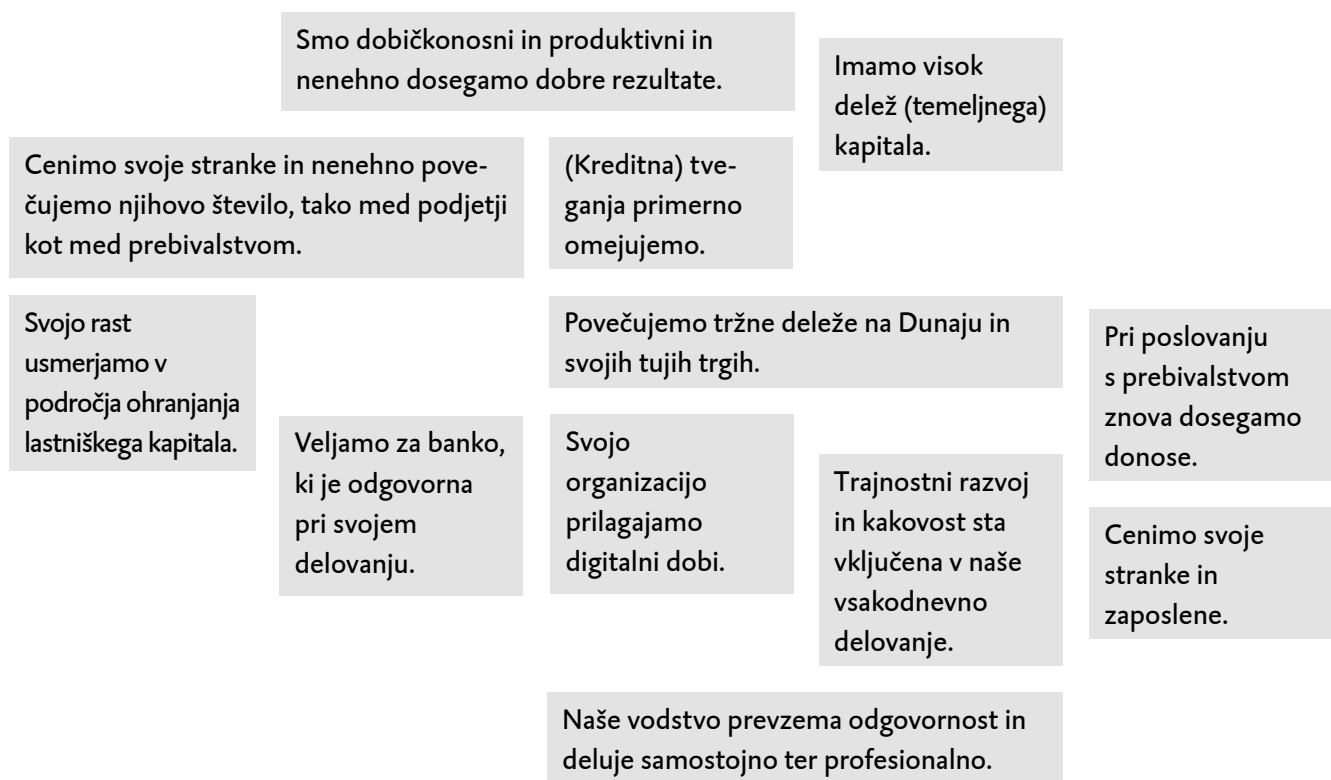 Smo dobičkonosni in produktivni in
nenehno dosegamo dobre rezultate.
Imamo visok
delež (temeljnega)
kapitala.
Cenimo svoje stranke in nenehno pove-
čujemo njihovo število, tako med podjetji
kot med prebivalstvom.
(Kreditna) tve-
ganja primerno
omejujemo.
Svojo rast
usmerjamo v
področja ohranjanja
lastniškega kapitala.
Povečujemo tržne deleže na Dunaju in
svojih tujih trgih.
Pri poslovanju
s prebivalstvom
znova dosegamo
donose.
Veljamo za banko,
ki je odgovorna
pri svojem
delovanju.
Svojo
organizacijo
prilagajamo
digitalni dobi.
Trajnostni razvoj
in kakovost sta
vključena v naše
vsakodnevno
delovanje.
Cenimo svoje
stranke in
zaposlene.
Naše vodstvo prevzema odgovornost in
deluje samostojno ter profesionalno.